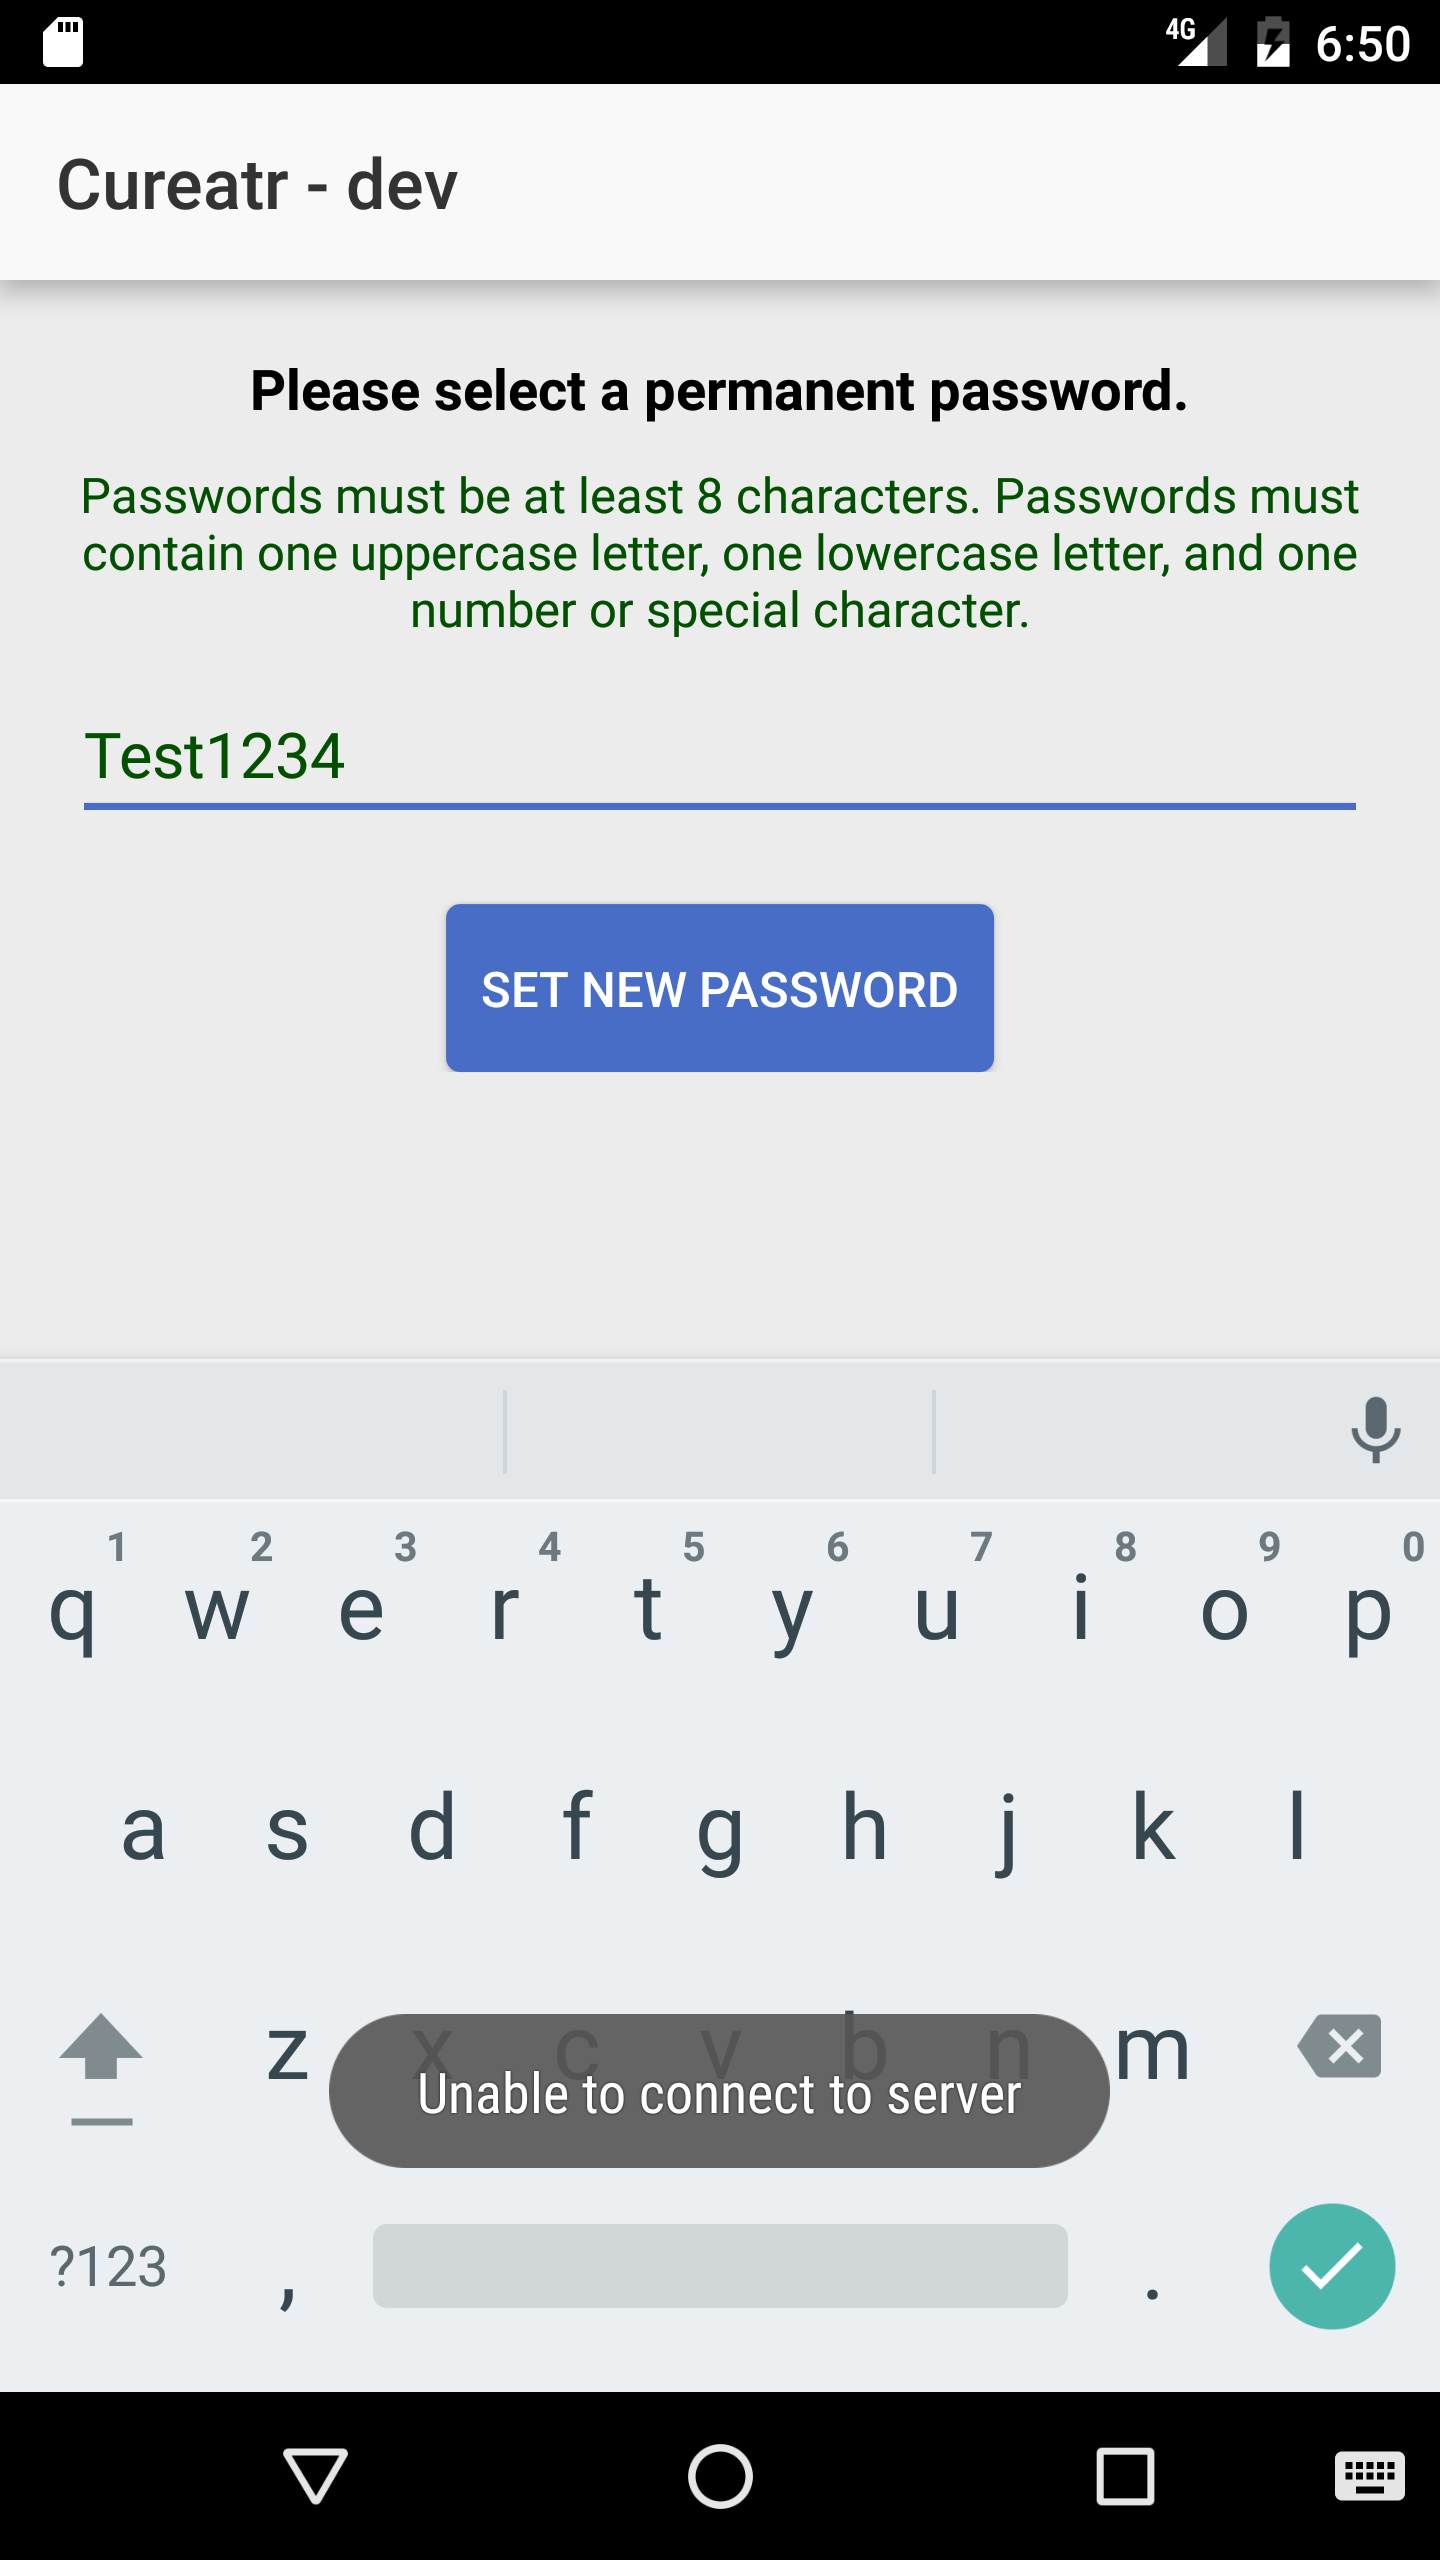 4G 6:50
Cureatr - dev
Please select a permanent password.
Passwords must be at least 8 characters. Passwords must
contain one uppercase letter, one lowercase letter, and one
number or special character.
Test1234
SET NEW PASSWORD
1 2 3 4 5 6 7 8 9 0
q w e r t y u i o p
a s d f g h j k l
z x c v b n m
Unable to connect to server
?123 , .